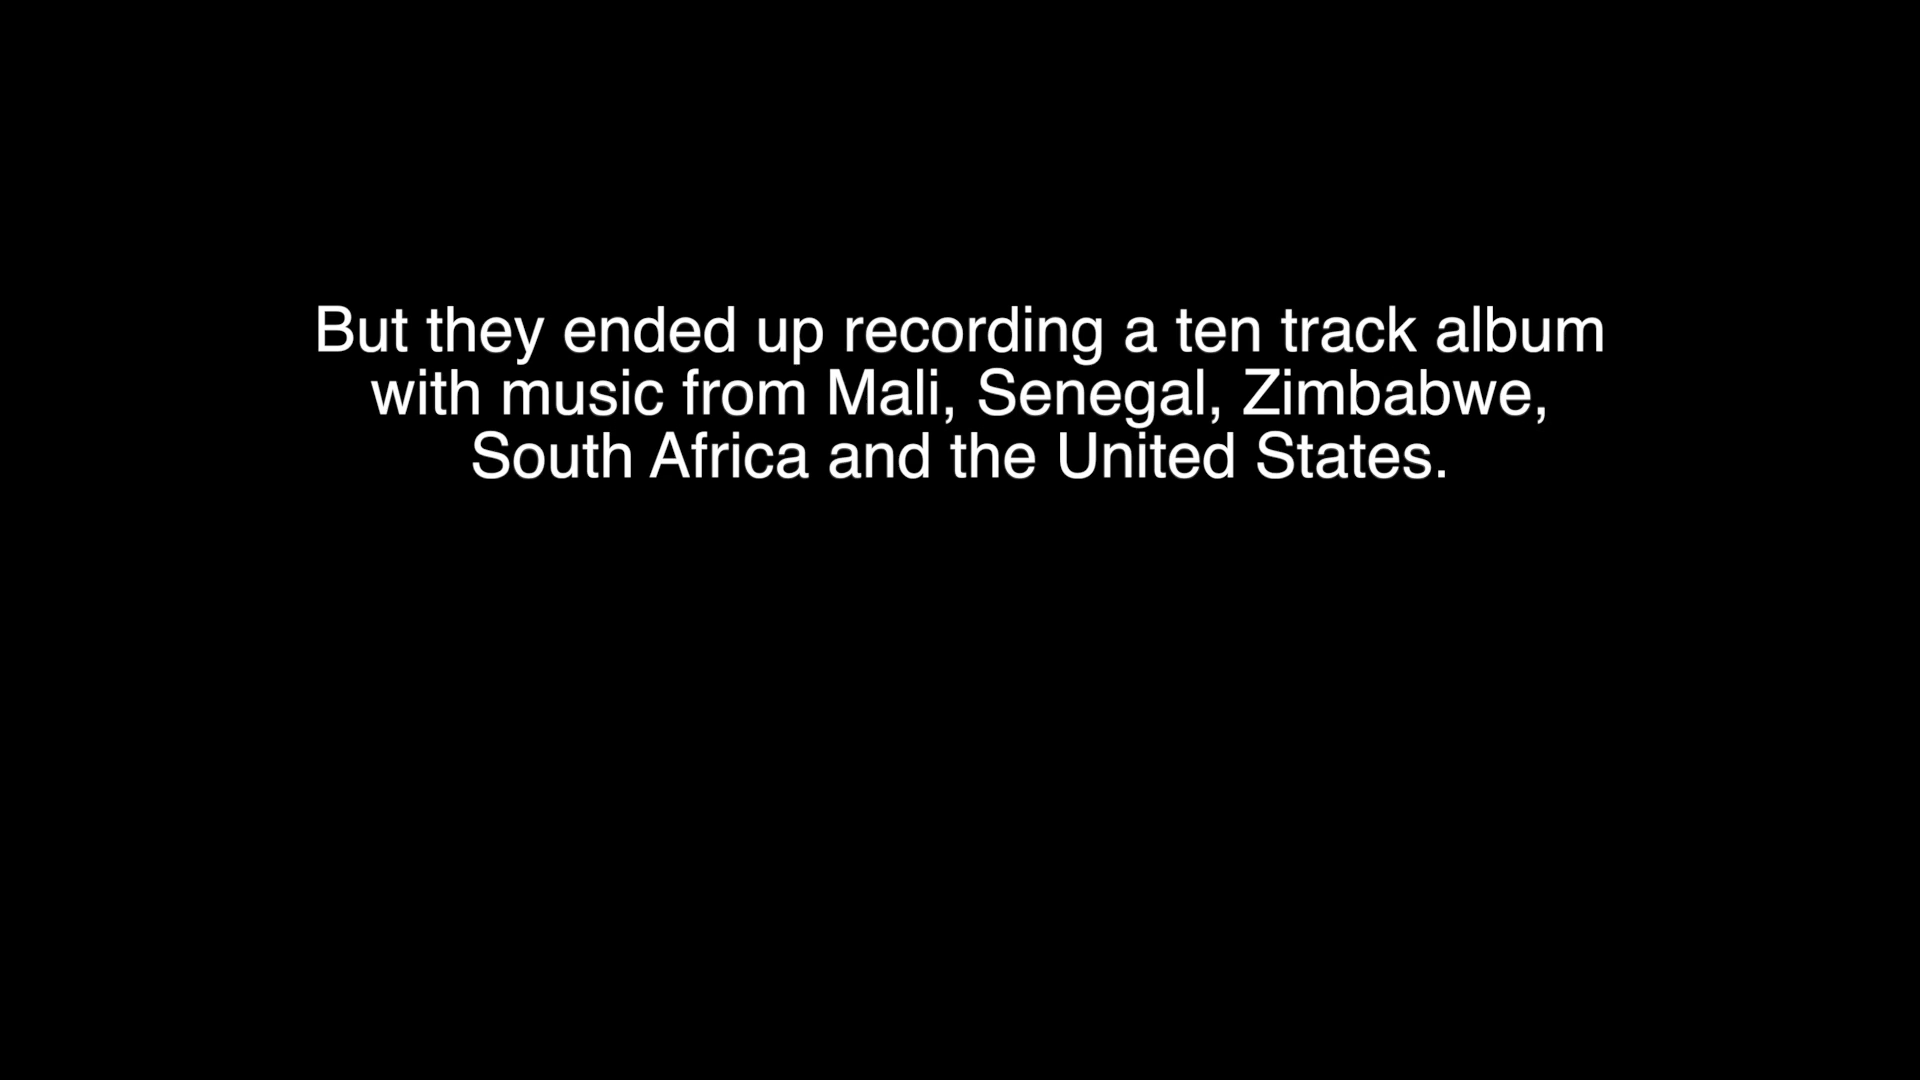 But they ended up recording a ten track album
with music from Mali, Senegal, Zimbabwe,
South Africa and the United States.